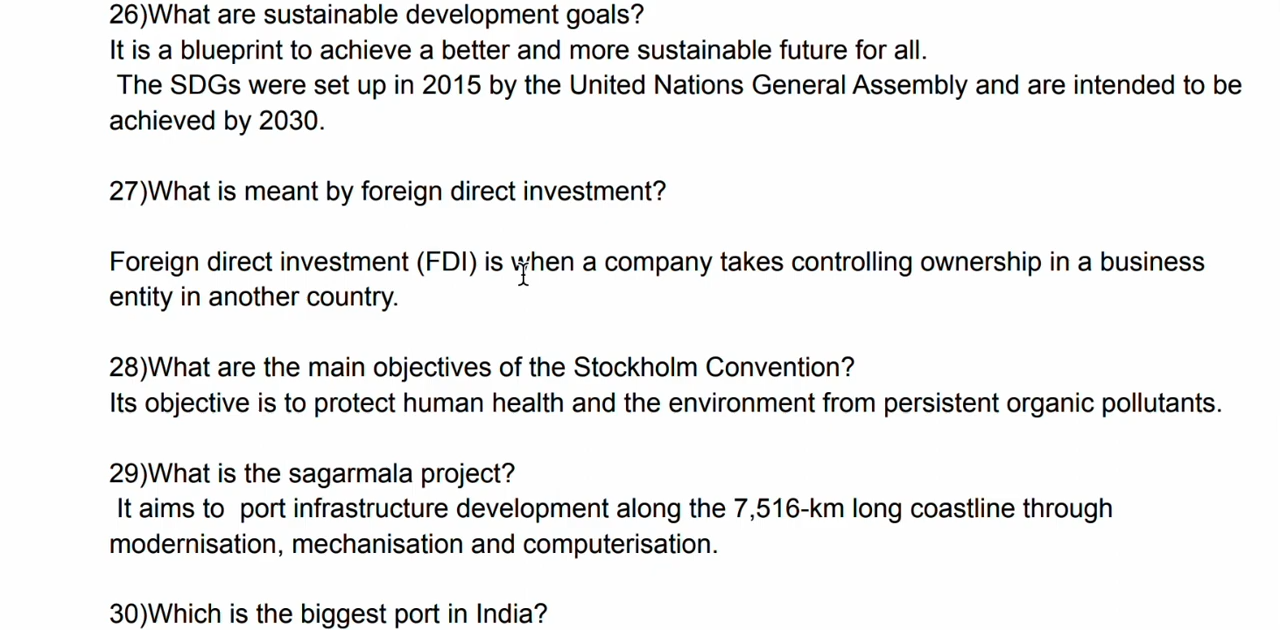 26)What are sustainable development goals?
It is a blueprint to achieve a better and more sustainable future for all.
The SDGs were set up in 2015 by the United Nations General Assembly and are intended to be
achieved by 2030.
27)What is meant by foreign direct investment?
Foreign direct investment (FDI) is when a company takes controlling ownership in a business
entity in another country.
28)What are the main objectives of the Stockholm Convention?
Its objective is to protect human health and the environment from persistent organic pollutants.
29)What is the sagarmala project?
It aims to  port infrastructure development along the 7,516-km long coastline through
modernisation, mechanisation and computerisation.
30)Which is the biggest port in India?